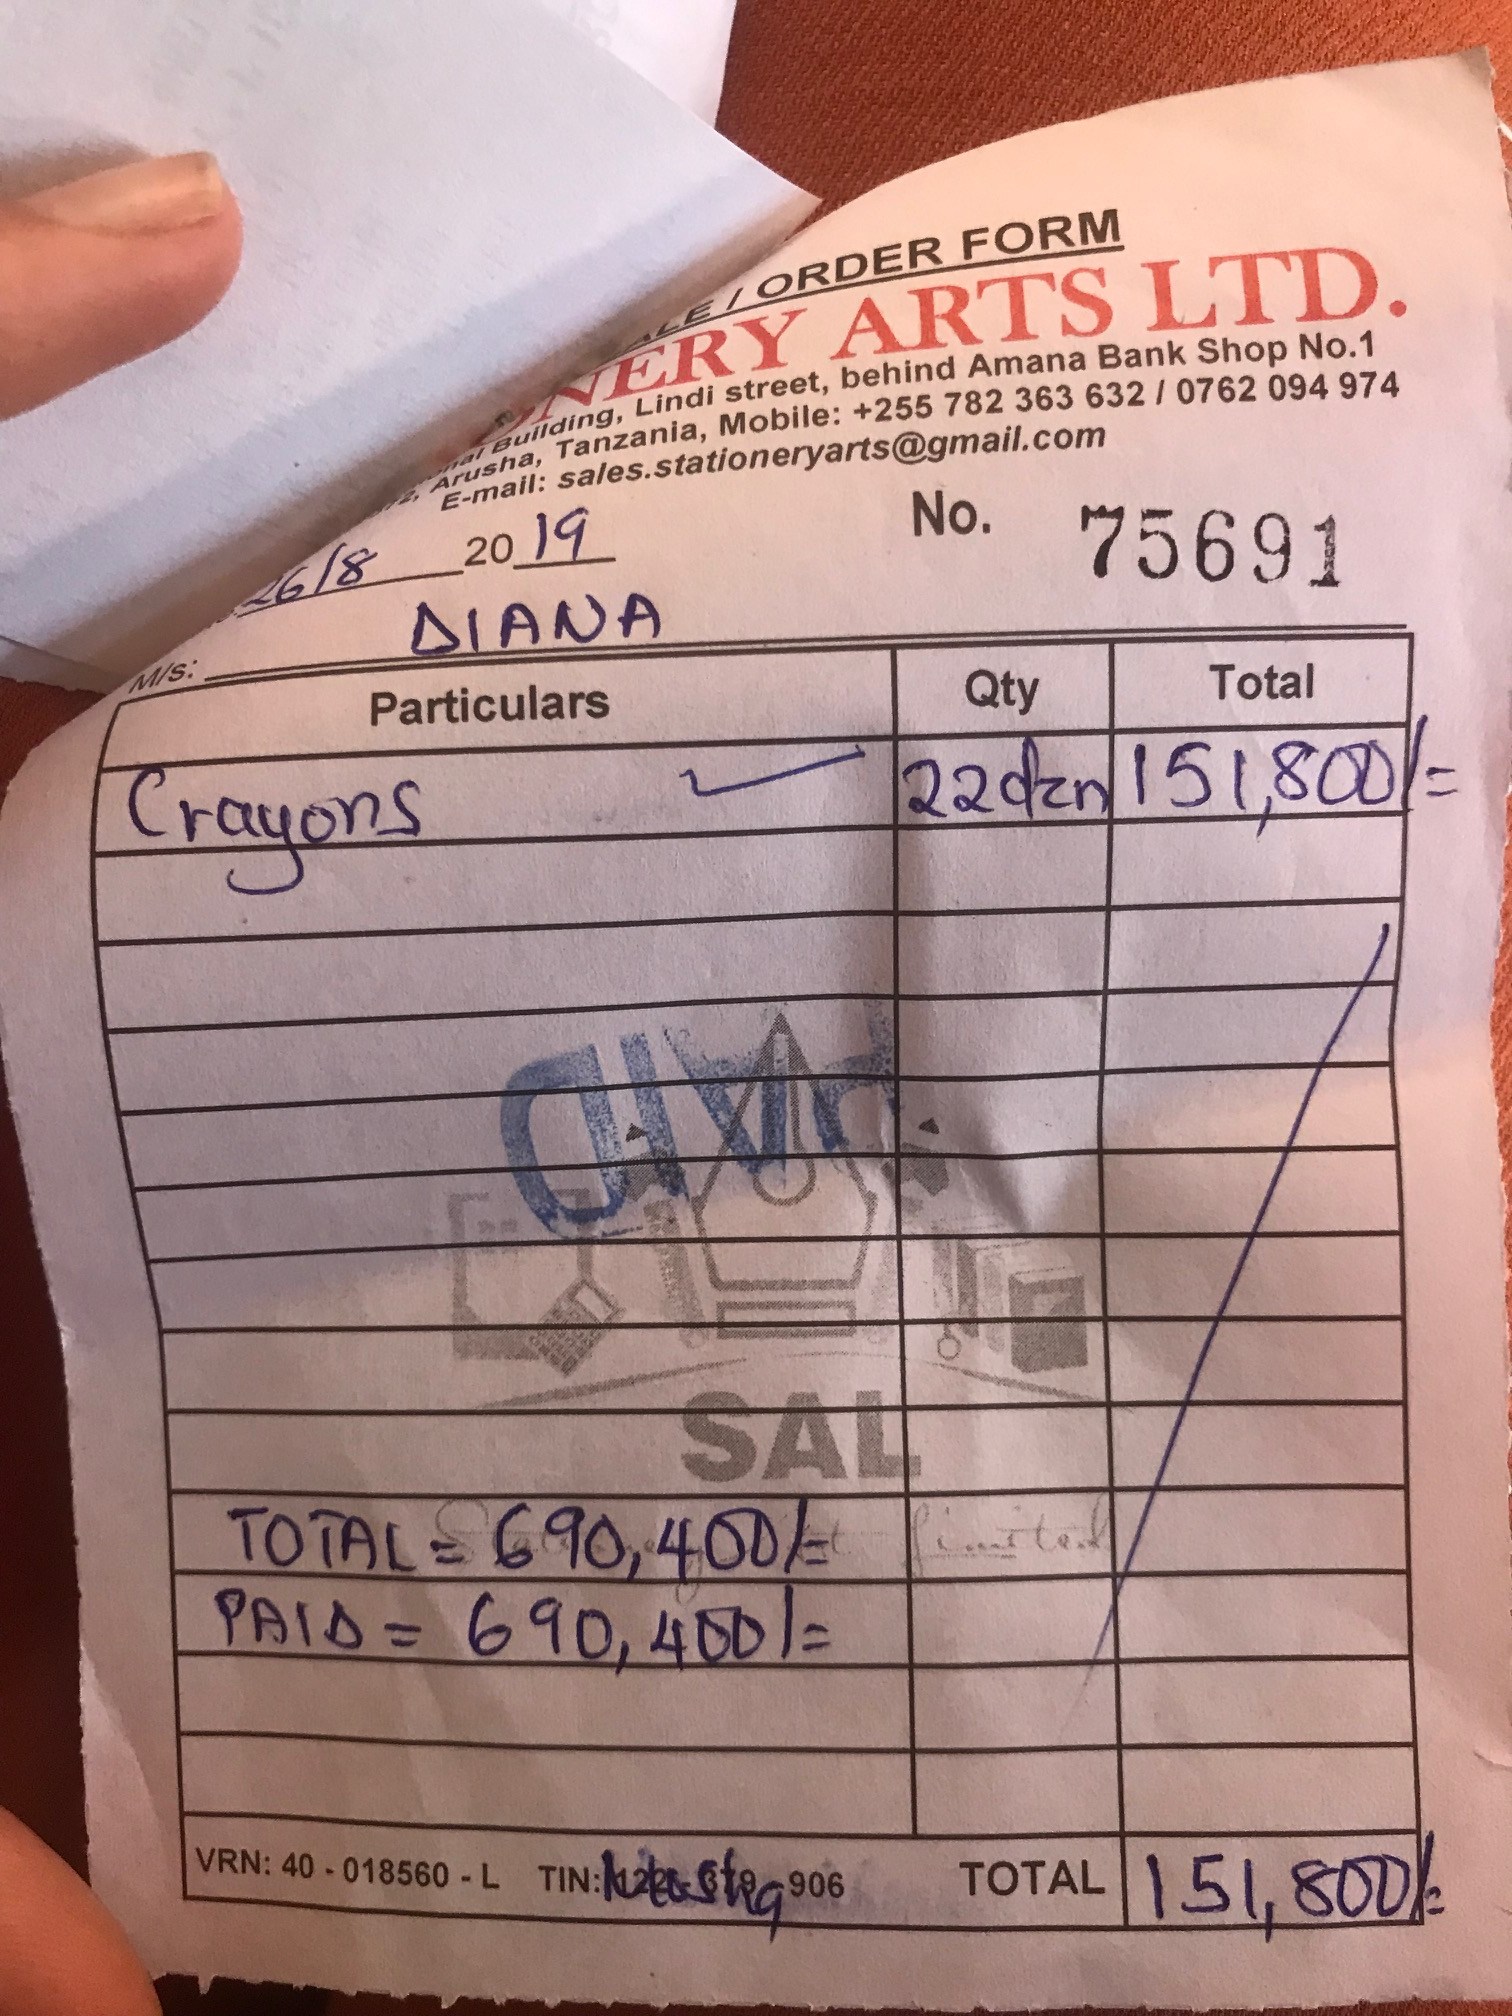 / ORDER FORM
ARTS LTD.
Building, Lindi street, behind Amana Bank Shop No.1
Arusha, Tanzania, Mobile: +255 782 363 632 / 0762 094 974
E-mail: sales.stationeryarts@gmail.com
26/8 2019 No. 75691
M/s: DIANA
Particulars Qty Total
Crayons 22dzn 151,800/=
PAID
SAL
Limited
TOTAL = 690,400/=
PAID = 690,400/=
VRN: 40 - 018560 - L TIN: 906 TOTAL 151,800/=